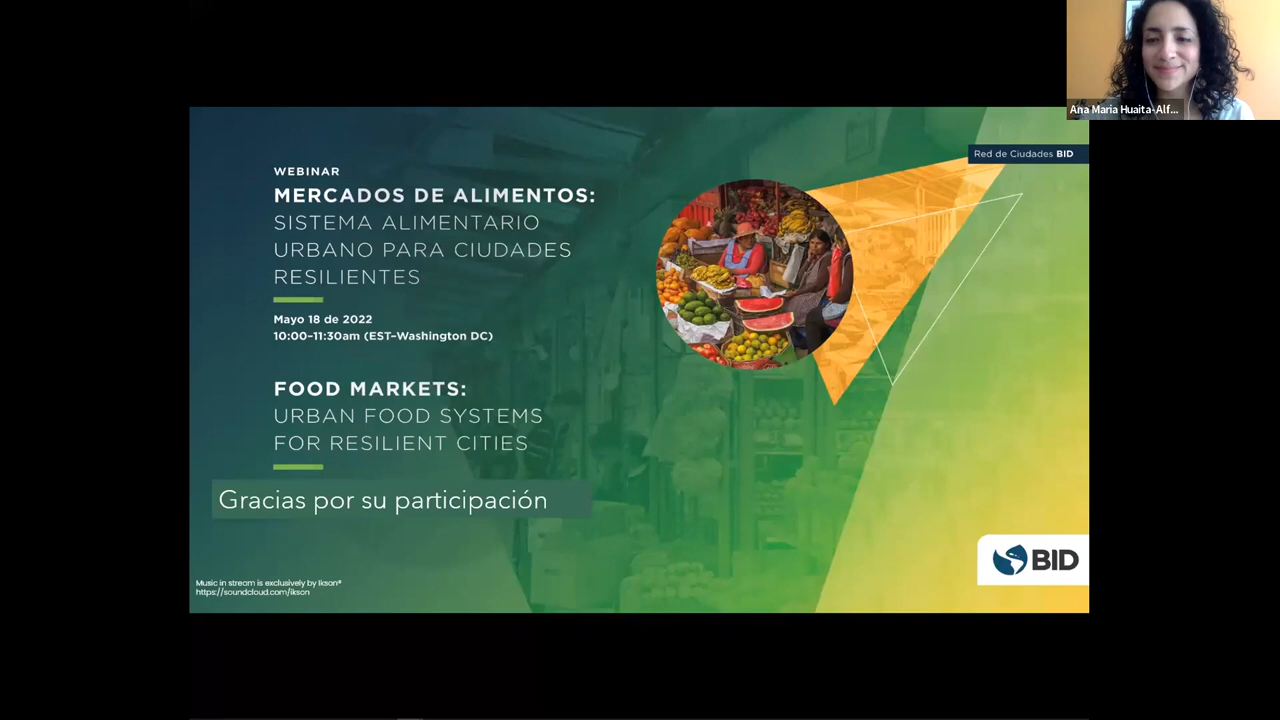 Ana Maria Huaita-Alf...
Red de Ciudades BID
WEBINAR
MERCADOS DE ALIMENTOS:
SISTEMA ALIMENTARIO
URBANO PARA CIUDADES
RESILIENTES
Mayo 18 de 2022
10:00–11:30am (EST–Washington DC)
FOOD MARKETS:
URBAN FOOD SYSTEMS
FOR RESILIENT CITIES
Gracias por su participación
BID
Music in stream is exclusively by Ikson®
https://soundcloud.com/ikson